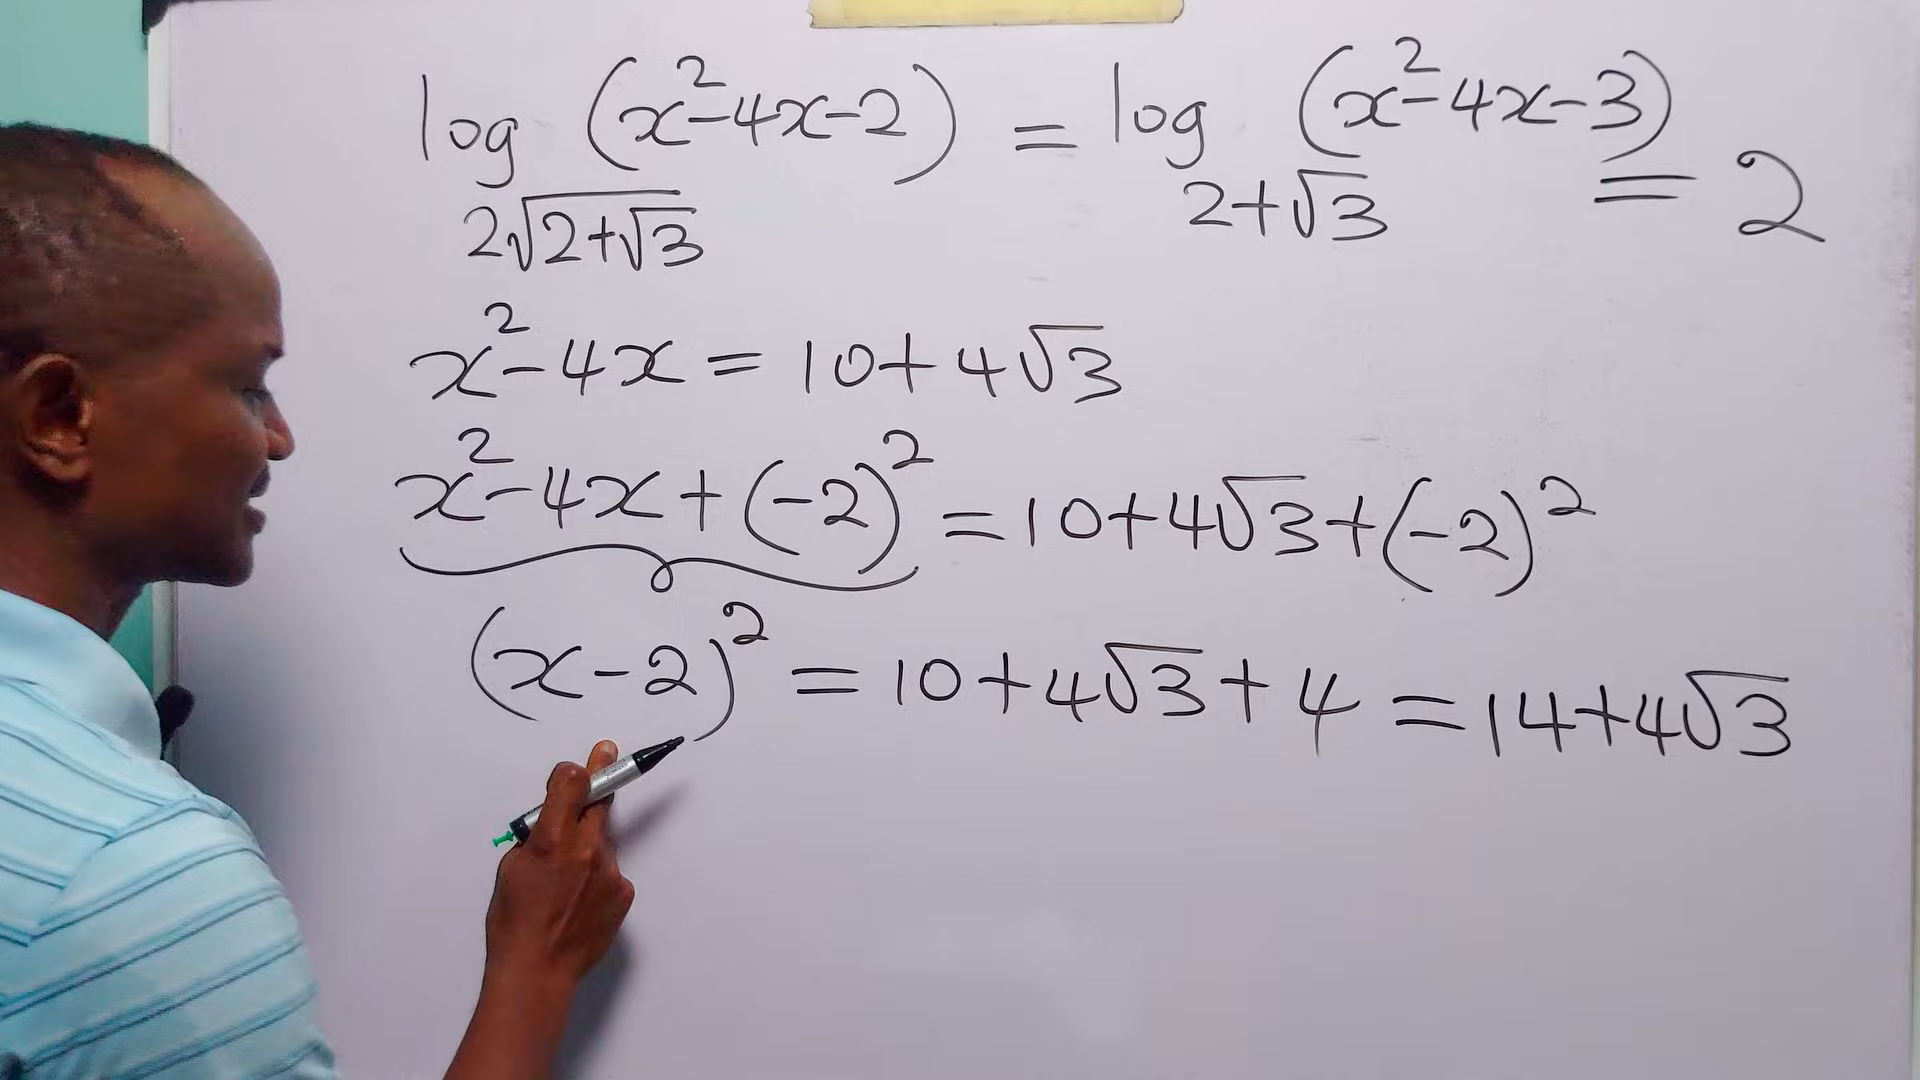 log (x²-4x-2) = log (x²-4x-3) = 2
2√2+√3 2+√3
x²-4x = 10+4√3
x²-4x+(-2)² = 10+4√3+(-2)²
(x-2)² = 10+4√3+4 = 14+4√3